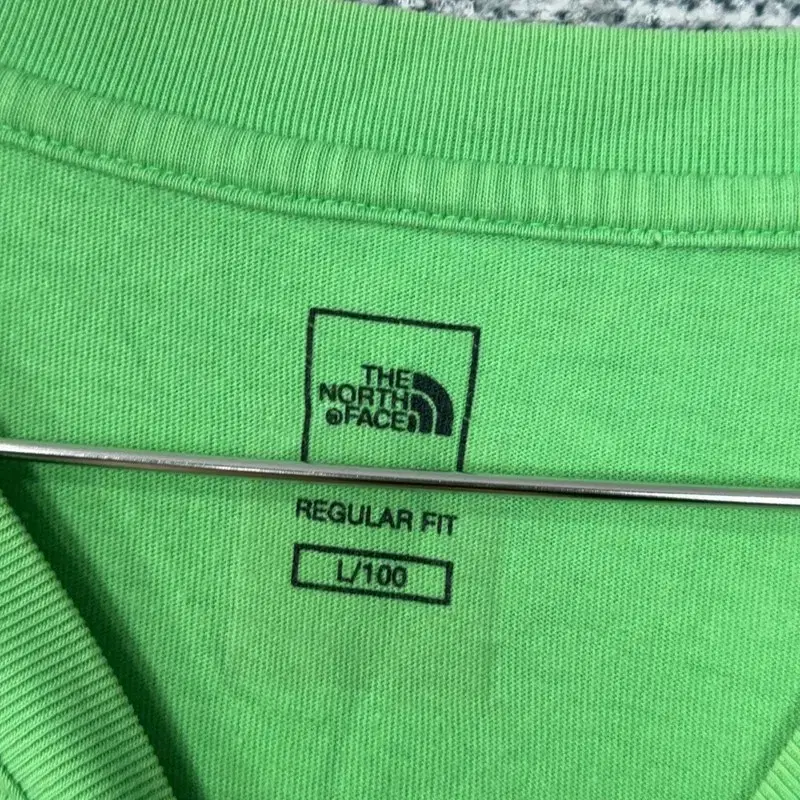 THE
NORTH
FACE
REGULAR FIT
L/100